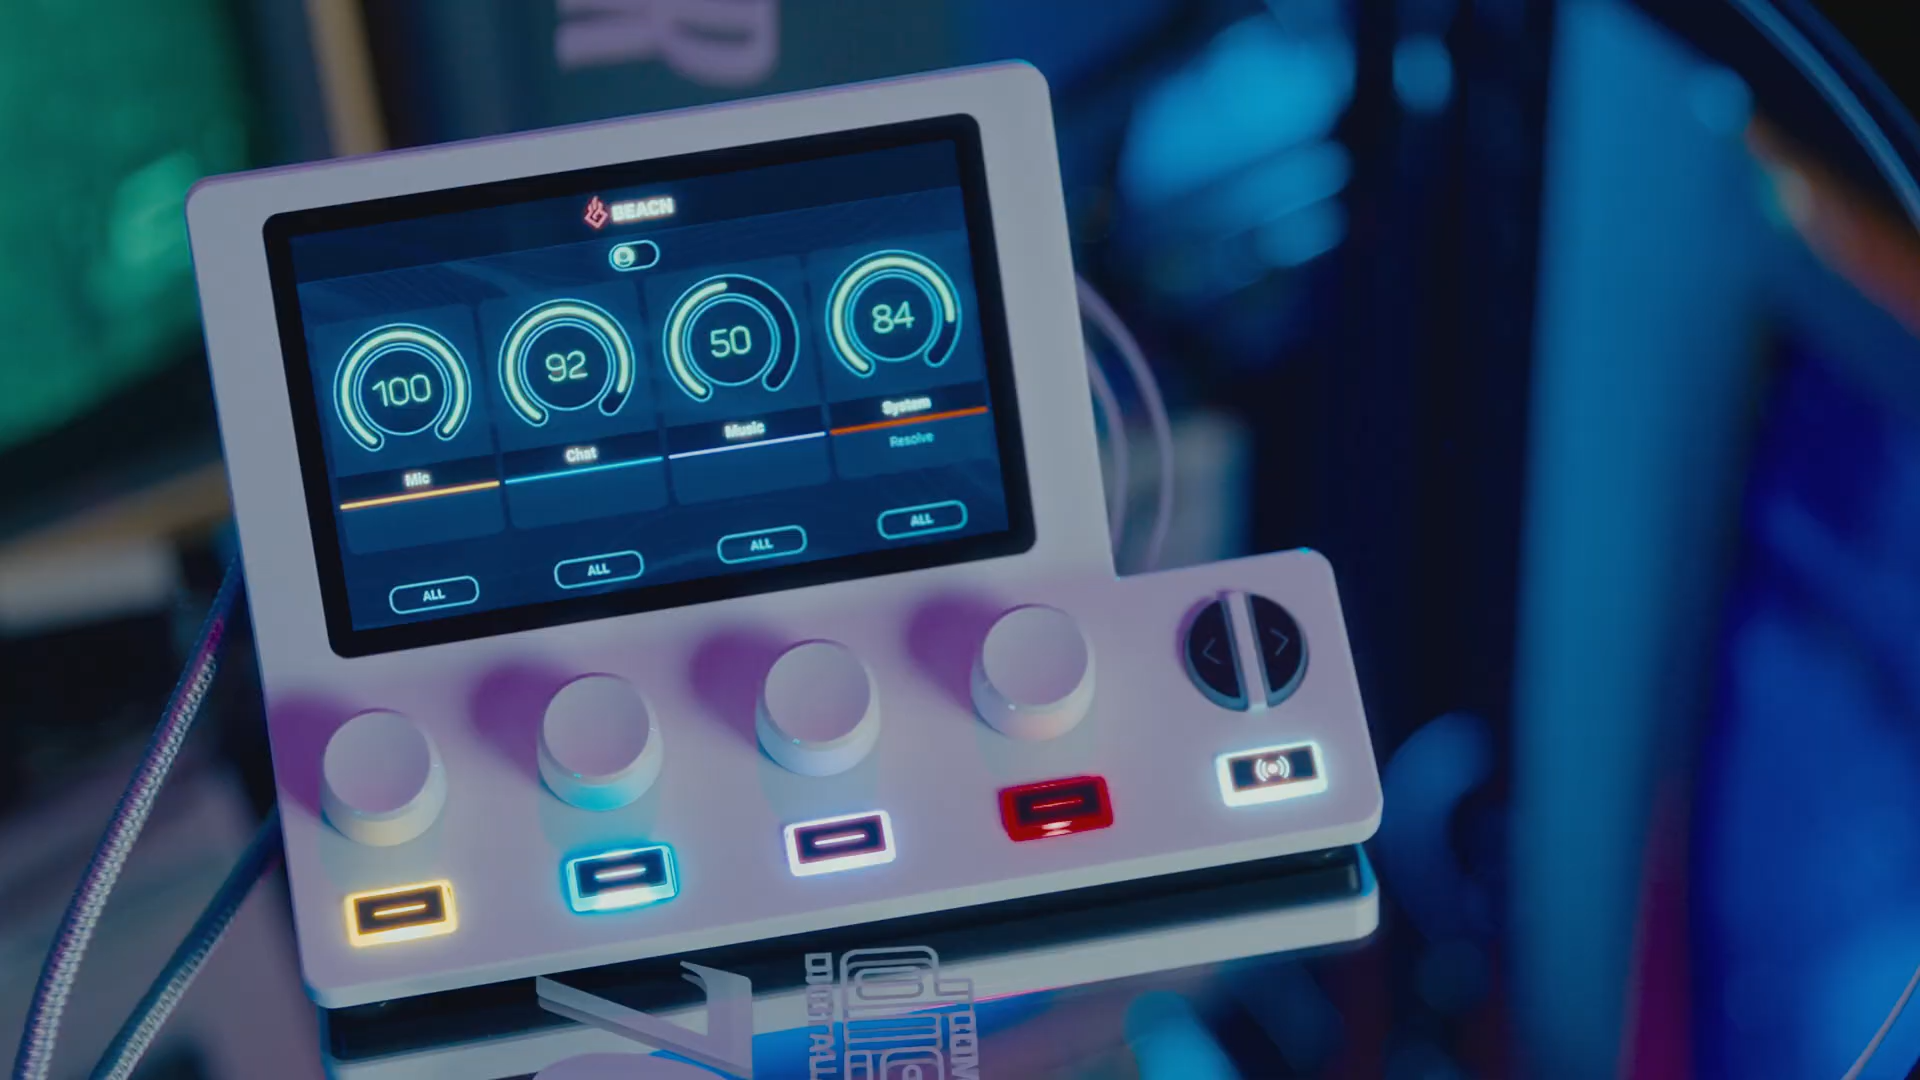 R
BEACH
100
92
50
84
Mic
Chat
Music
System
Resolve
ALL
ALL
ALL
ALL